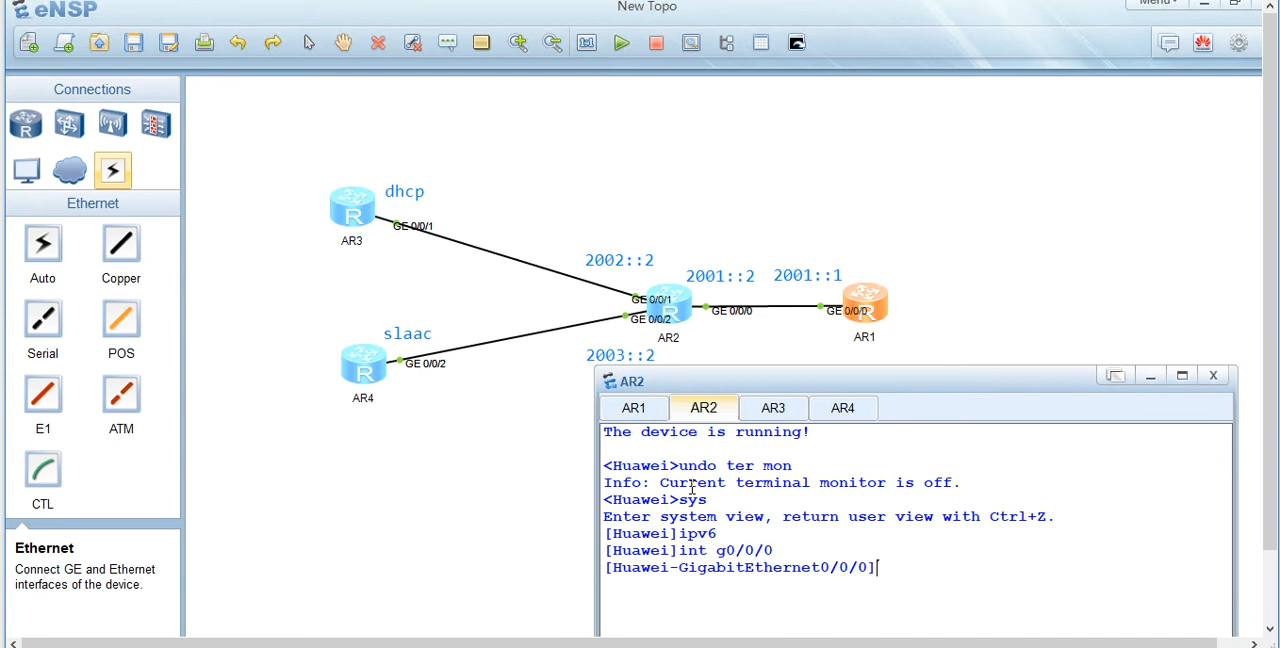 eNSP
New Topo
Menu
Connections
Ethernet
Auto
Copper
Serial
POS
E1
ATM
CTL
Ethernet
Connect GE and Ethernet
interfaces of the device.
dhcp
GE 0/0/1
AR3
2002::2
2001::2
2001::1
GE 0/0/1
GE 0/0/0
GE 0/0/0
GE 0/0/2
AR2
AR1
slaac
GE 0/0/2
AR4
2003::2
AR2
AR1
AR2
AR3
AR4
The device is running!
<Huawei>undo ter mon
Info: Current terminal monitor is off.
<Huawei>sys
Enter system view, return user view with Ctrl+Z.
[Huawei]ipv6
[Huawei]int g0/0/0
[Huawei-GigabitEthernet0/0/0]